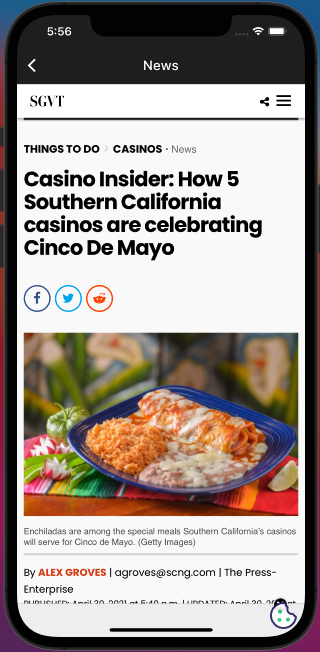 5:56
News
SGVT
THINGS TO DO > CASINOS • News
Casino Insider: How 5
Southern California
casinos are celebrating
Cinco De Mayo
Enchiladas are among the special meals Southern California's casinos
will serve for Cinco de Mayo. (Getty Images)
By ALEX GROVES | agroves@scng.com | The Press-
Enterprise
PUBLISHED: April 30, 2021 at 5:40 p.m. | UPDATED: April 30, 2021 at